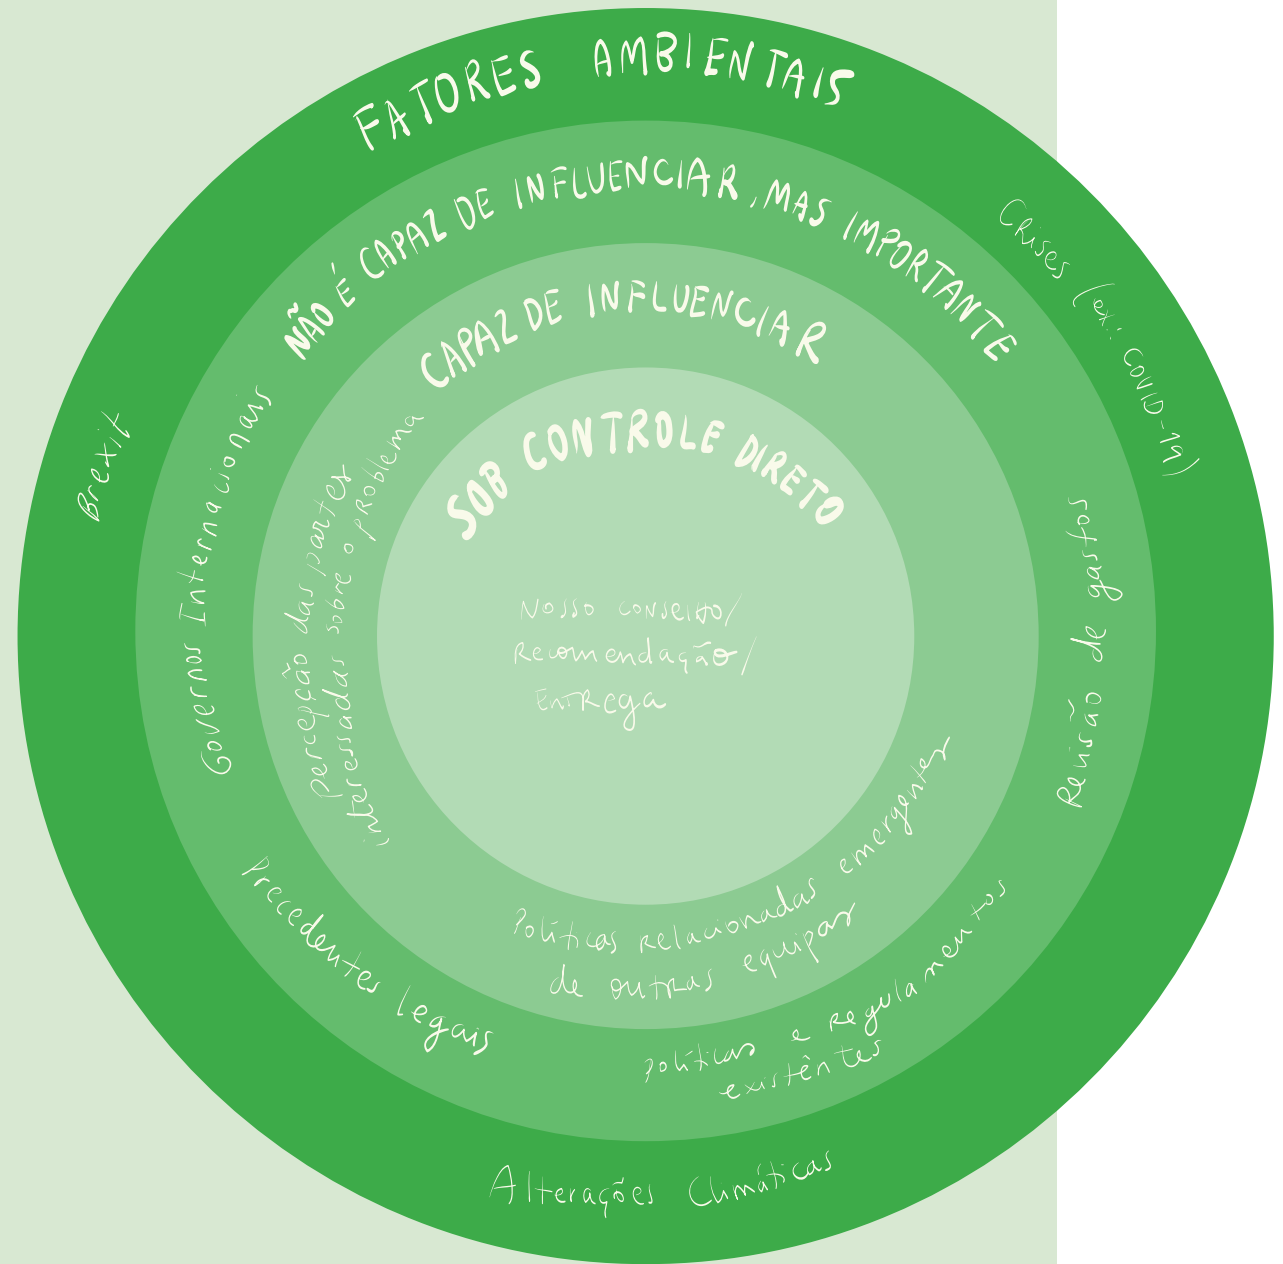 FATORES AMBIENTAIS
Crises (ex.: COVID-19)
Brexit
Alterações Climáticas
NÃO É CAPAZ DE INFLUENCIAR, MAS IMPORTANTE
Governos Internacionais
Revisão de gastos
Precedentes legais
Políticas e regulamentos
existêntes
CAPAZ DE INFLUENCIAR
Percepção das partes
interessadas sobre o problema
Políticas relacionadas emergentes
de outras equipas
SOB CONTROLE DIRETO
Nosso conselho/
Recomendação/
Entrega